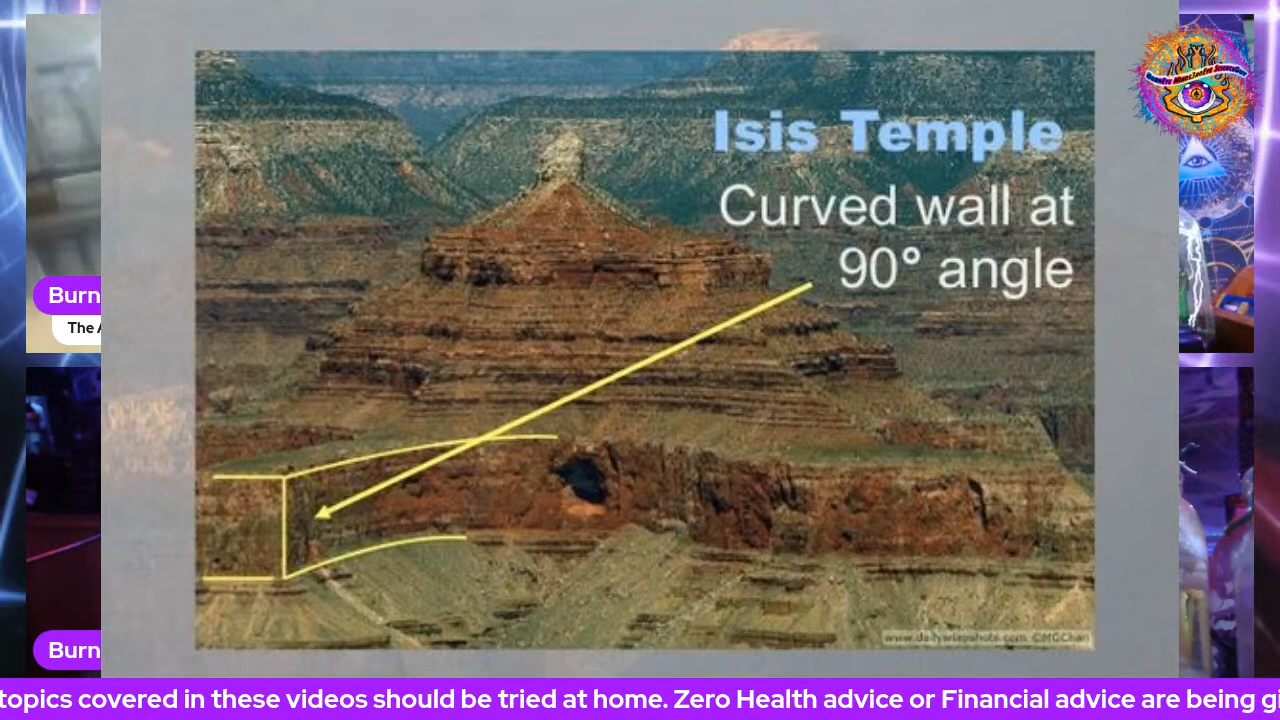 Isis Temple
Curved wall at
90° angle
Burn
The A
Burn
www.dailysnapshots.com ©MGChan
topics covered in these videos should be tried at home. Zero Health advice or Financial advice are being gi